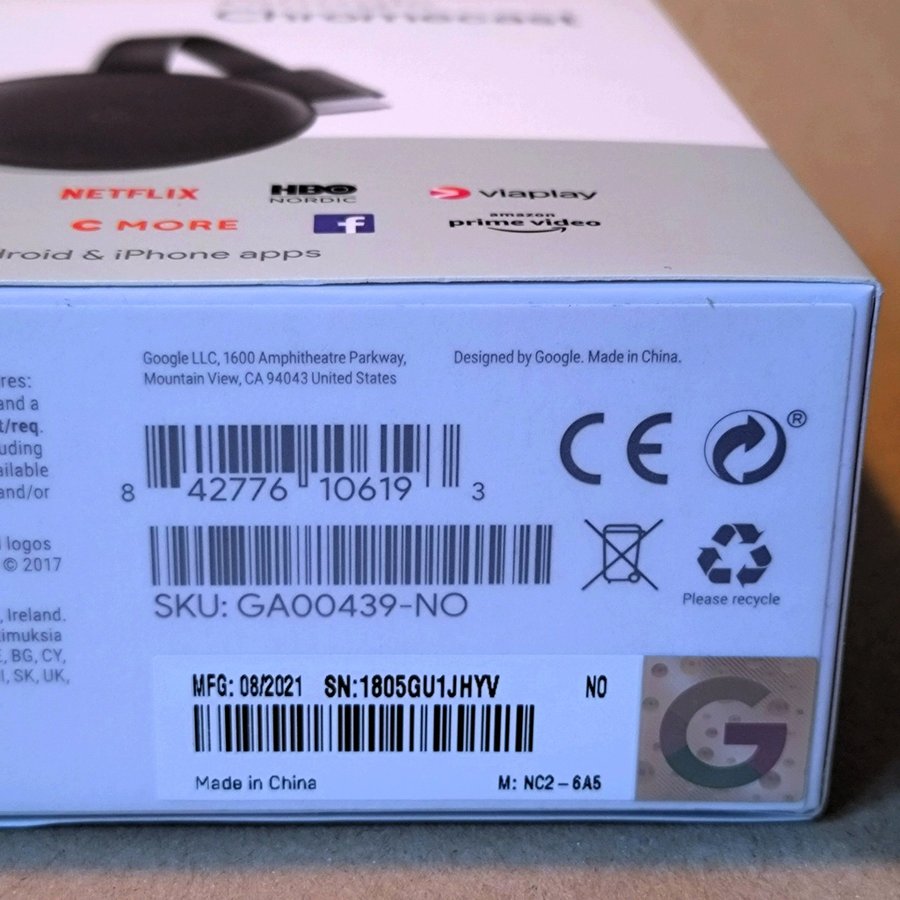 Chromecast
NETFLIX
HBO
NORDIC
viaplay
C MORE
f
amazon
prime video
droid & iPhone apps
res:
and a
t/req.
uding
ailable
and/or
logos
© 2017
, Ireland.
imuksia
, BG, CY,
I, SK, UK,
Google LLC, 1600 Amphitheatre Parkway,
Mountain View, CA 94043 United States
Designed by Google. Made in China.
8 42776 10619 3
CE
®
SKU: GA00439-NO
Please recycle
MFG: 08/2021 SN:1805GU1JHYV NO
Made in China M: NC2-6A5
G